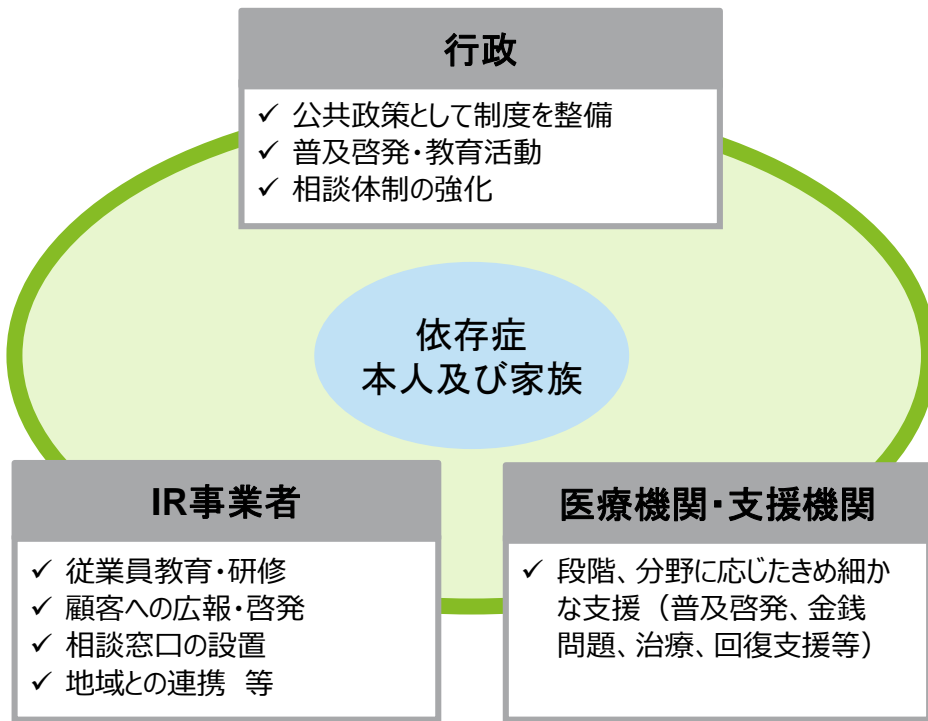 行政
✓ 公共政策として制度を整備
✓ 普及啓発・教育活動
✓ 相談体制の強化
依存症
本人及び家族
IR事業者
✓ 従業員教育・研修
✓ 顧客への広報・啓発
✓ 相談窓口の設置
✓ 地域との連携　等
医療機関・支援機関
✓ 段階、分野に応じたきめ細か
な支援（普及啓発、金銭
問題、治療、回復支援等）